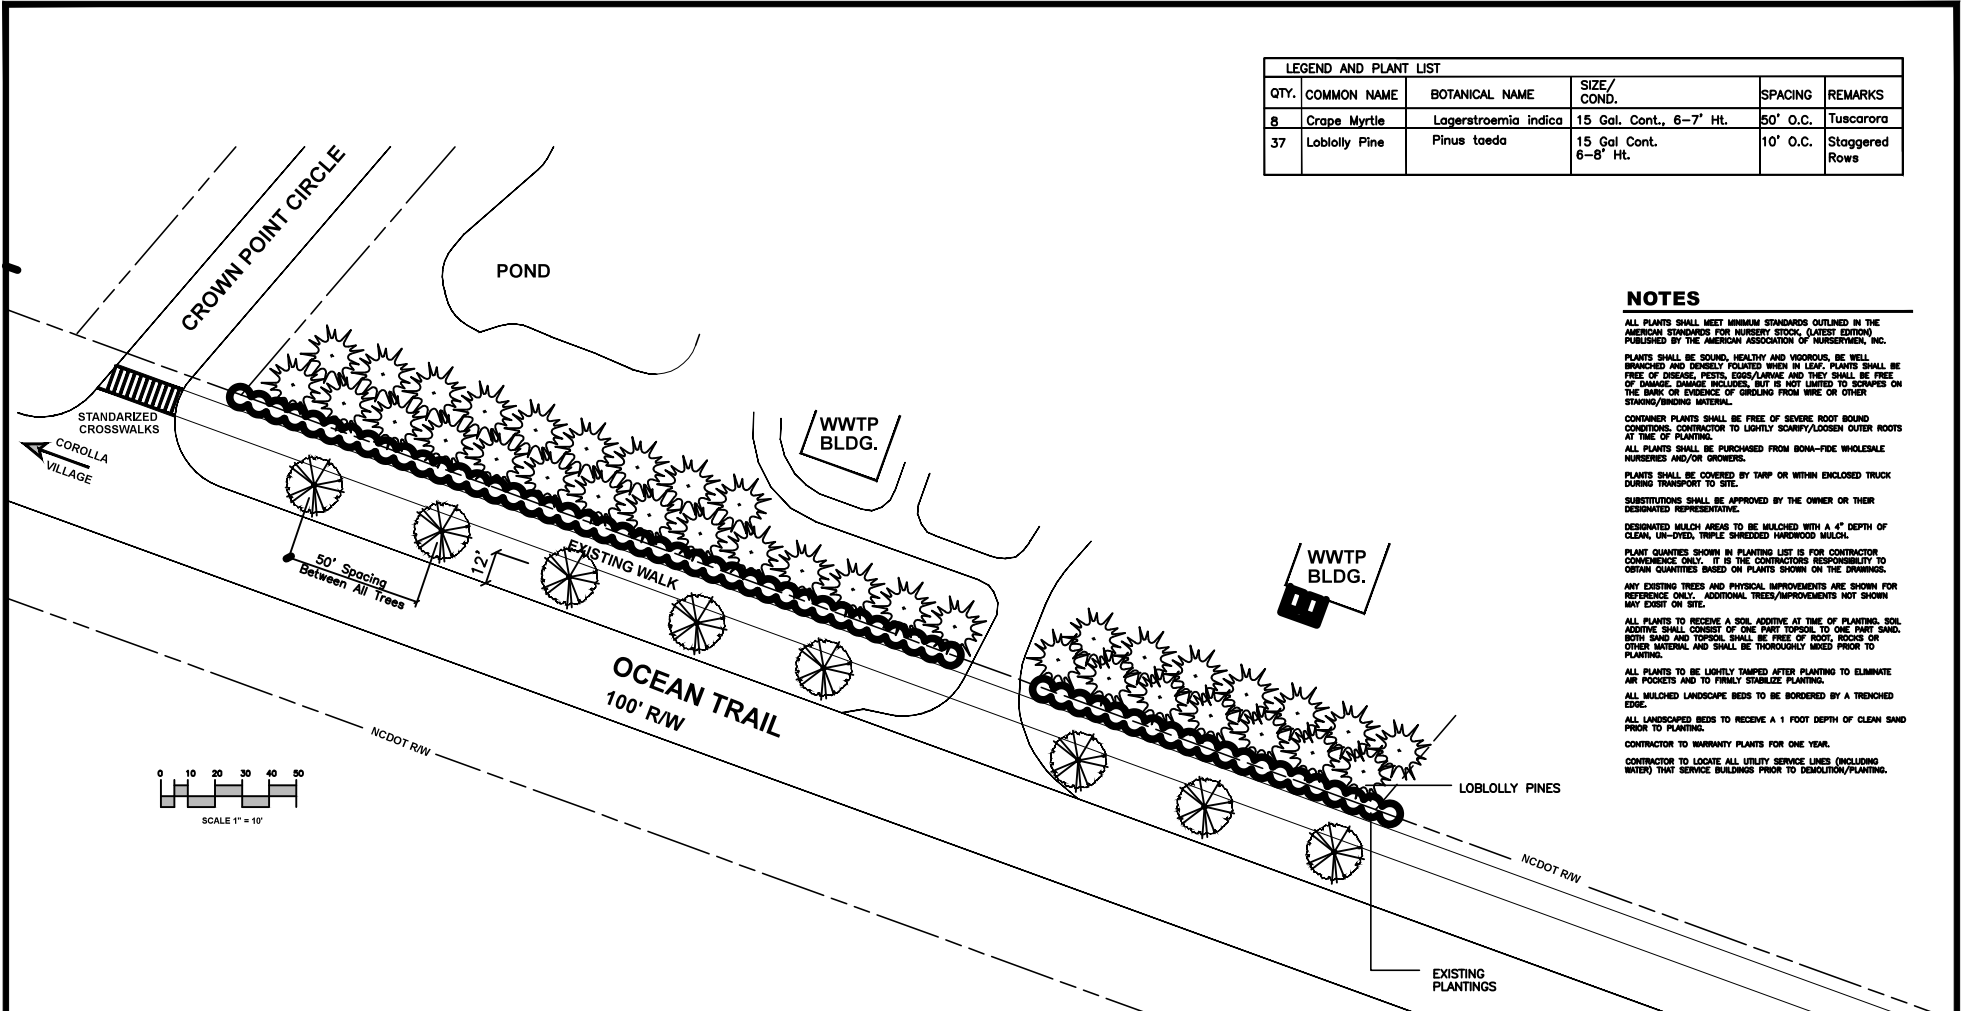 LEGEND AND PLANT LIST
QTY. COMMON NAME BOTANICAL NAME SIZE/ COND. SPACING REMARKS
8 Crape Myrtle Lagerstroemia indica 15 Gal. Cont., 6-7' Ht. 50' O.C. Tuscarora
37 Loblolly Pine Pinus taeda 15 Gal Cont. 6-8' Ht. 10' O.C. Staggered Rows
CROWN POINT CIRCLE
POND
STANDARIZED
CROSSWALKS
COROLLA
VILLAGE
WWTP
BLDG.
WWTP
BLDG.
50' Spacing
Between All Trees
12'
EXISTING WALK
OCEAN TRAIL
100' R/W
NCDOT R/W
NCDOT R/W
LOBLOLLY PINES
EXISTING
PLANTINGS
0 10 20 30 40 50
SCALE 1" = 10'
NOTES
ALL PLANTS SHALL MEET MINIMUM STANDARDS OUTLINED IN THE
AMERICAN STANDARDS FOR NURSERY STOCK, (LATEST EDITION)
PUBLISHED BY THE AMERICAN ASSOCIATION OF NURSERYMEN, INC.
PLANTS SHALL BE SOUND, HEALTHY AND VIGOROUS, BE WELL
BRANCHED AND DENSELY FOLIATED WHEN IN LEAF. PLANTS SHALL BE
FREE OF DISEASE, PESTS, EGGS/LARVAE AND THEY SHALL BE FREE
OF DAMAGE. DAMAGE INCLUDES, BUT IS NOT LIMITED TO SCRAPES ON
THE BARK OR EVIDENCE OF GIRDLING FROM WIRE OR OTHER
STAKING/BINDING MATERIAL.
CONTAINER PLANTS SHALL BE FREE OF SEVERE ROOT BOUND
CONDITIONS. CONTRACTOR TO LIGHTLY SCARIFY/LOOSEN OUTER ROOTS
AT TIME OF PLANTING.
ALL PLANTS SHALL BE PURCHASED FROM BONA-FIDE WHOLESALE
NURSERIES AND/OR GROWERS.
PLANTS SHALL BE COVERED BY TARP OR WITHIN ENCLOSED TRUCK
DURING TRANSPORT TO SITE.
SUBSTITUTIONS SHALL BE APPROVED BY THE OWNER OR THEIR
DESIGNATED REPRESENTATIVE.
DESIGNATED MULCH AREAS TO BE MULCHED WITH A 4" DEPTH OF
CLEAN, UN-DYED, TRIPLE SHREDDED HARDWOOD MULCH.
PLANT QUANTIES SHOWN IN PLANTING LIST IS FOR CONTRACTOR
CONVENIENCE ONLY. IT IS THE CONTRACTORS RESPONSIBILITY TO
OBTAIN QUANTITIES BASED ON PLANTS SHOWN ON THE DRAWINGS.
ANY EXISTING TREES AND PHYSICAL IMPROVEMENTS ARE SHOWN FOR
REFERENCE ONLY. ADDITIONAL TREES/IMPROVEMENTS NOT SHOWN
MAY EXISIT ON SITE.
ALL PLANTS TO RECEIVE A SOIL ADDITIVE AT TIME OF PLANTING. SOIL
ADDITIVE SHALL CONSIST OF ONE PART TOPSOIL TO ONE PART SAND.
BOTH SAND AND TOPSOIL SHALL BE FREE OF ROOT, ROCKS OR
OTHER MATERIAL AND SHALL BE THOROUGHLY MIXED PRIOR TO
PLANTING.
ALL PLANTS TO BE LIGHTLY TAMPED AFTER PLANTING TO ELIMINATE
AIR POCKETS AND TO FIRMLY STABILIZE PLANTING.
ALL MULCHED LANDSCAPE BEDS TO BE BORDERED BY A TRENCHED
EDGE.
ALL LANDSCAPED BEDS TO RECEIVE A 1 FOOT DEPTH OF CLEAN SAND
PRIOR TO PLANTING.
CONTRACTOR TO WARRANTY PLANTS FOR ONE YEAR.
CONTRACTOR TO LOCATE ALL UTILITY SERVICE LINES (INCLUDING
WATER) THAT SERVICE BUILDINGS PRIOR TO DEMOLITION/PLANTING.